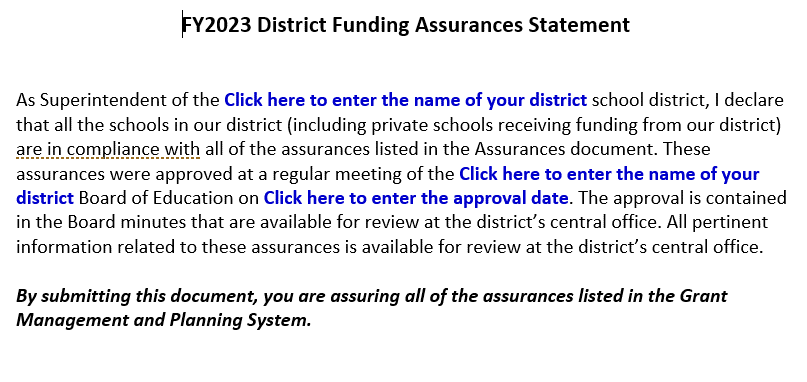 FY2023 District Funding Assurances Statement
As Superintendent of the Click here to enter the name of your district school district, I declare
that all the schools in our district (including private schools receiving funding from our district)
are in compliance with all of the assurances listed in the Assurances document. These
assurances were approved at a regular meeting of the Click here to enter the name of your
district Board of Education on Click here to enter the approval date. The approval is contained
in the Board minutes that are available for review at the district’s central office. All pertinent
information related to these assurances is available for review at the district’s central office.
By submitting this document, you are assuring all of the assurances listed in the Grant
Management and Planning System.